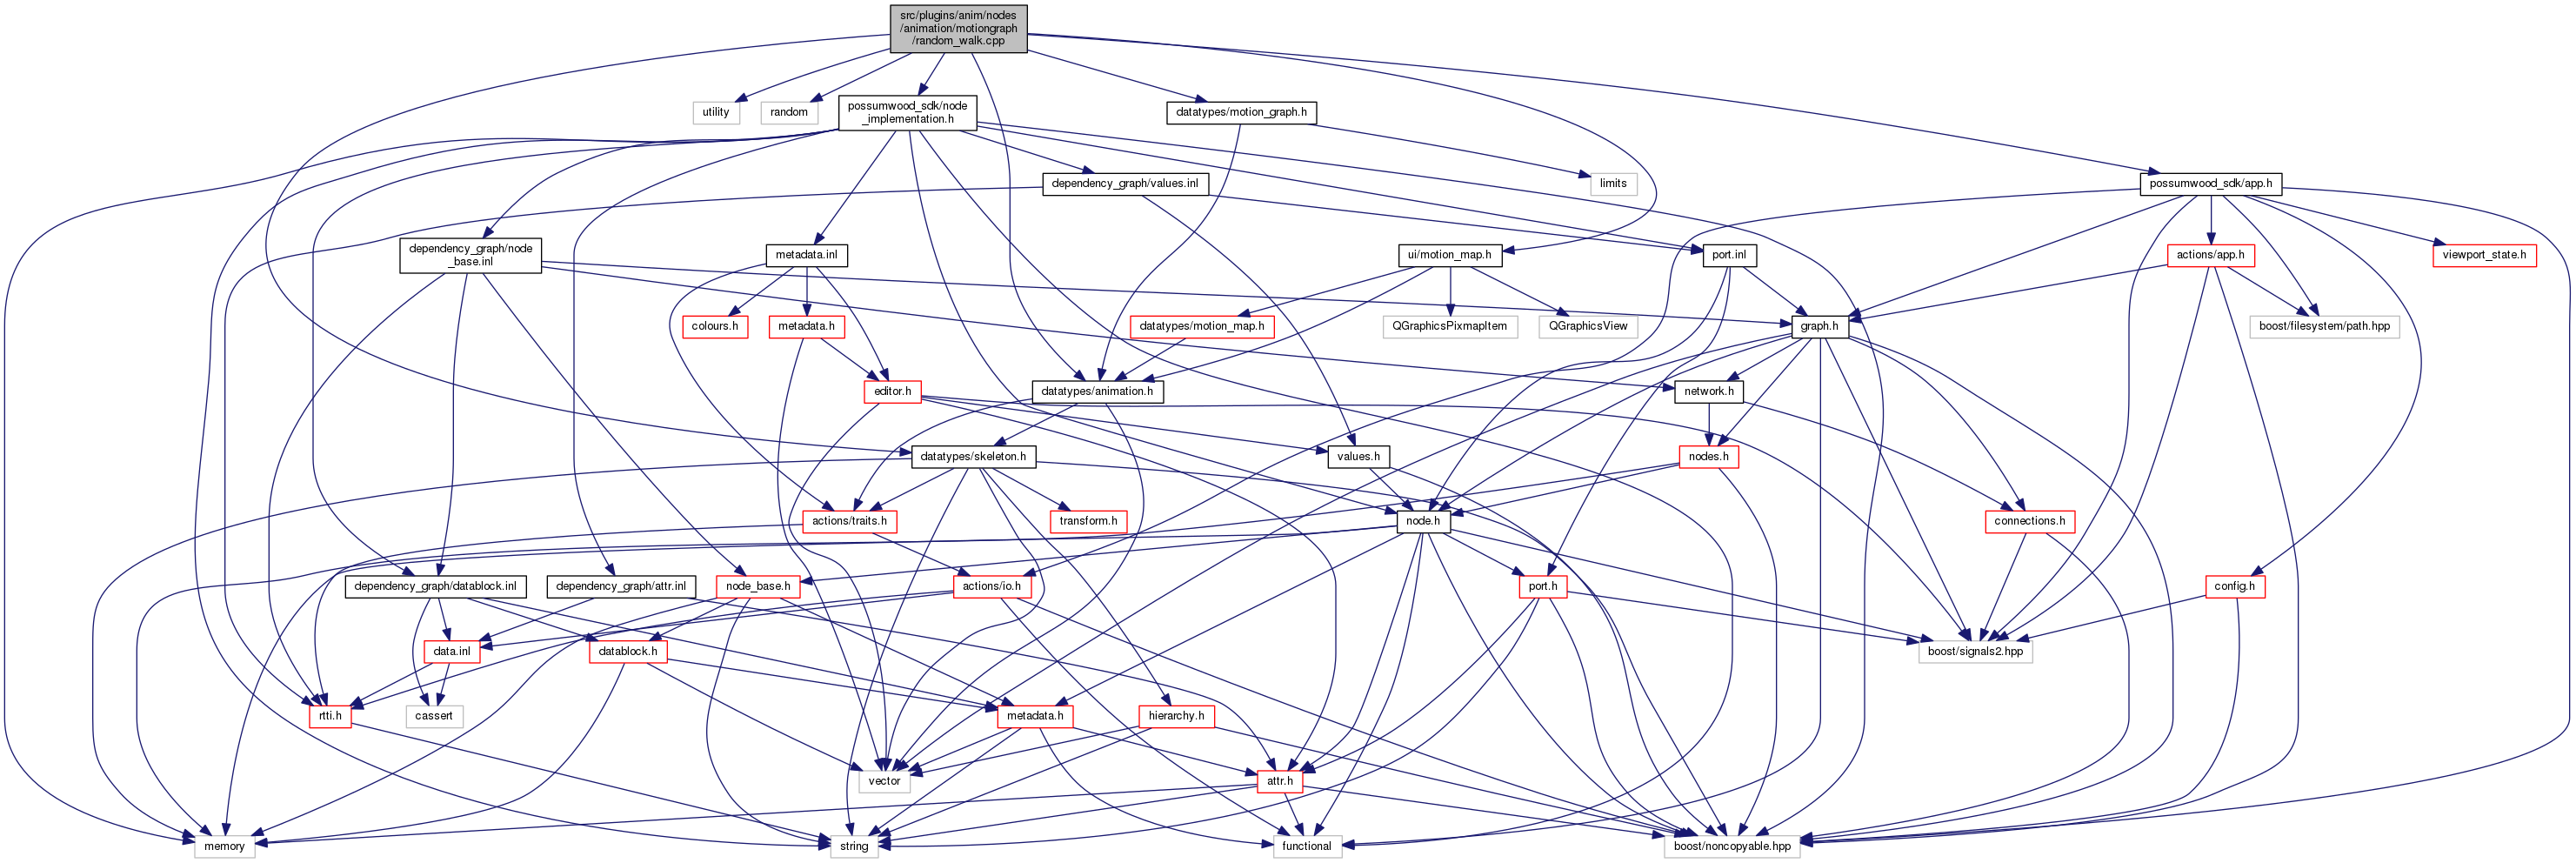 src/plugins/anim/nodes
/animation/motiongraph
/random_walk.cpp
utility
random
possumwood_sdk/node
_implementation.h
datatypes/motion_graph.h
dependency_graph/values.inl
limits
possumwood_sdk/app.h
dependency_graph/node
_base.inl
metadata.inl
ui/motion_map.h
port.inl
actions/app.h
viewport_state.h
colours.h
metadata.h
datatypes/motion_map.h
QGraphicsPixmapItem
QGraphicsView
graph.h
boost/filesystem/path.hpp
editor.h
datatypes/animation.h
network.h
datatypes/skeleton.h
values.h
nodes.h
actions/traits.h
transform.h
node.h
connections.h
dependency_graph/datablock.inl
dependency_graph/attr.inl
node_base.h
actions/io.h
port.h
config.h
data.inl
datablock.h
boost/signals2.hpp
rtti.h
cassert
metadata.h
hierarchy.h
vector
attr.h
memory
string
functional
boost/noncopyable.hpp